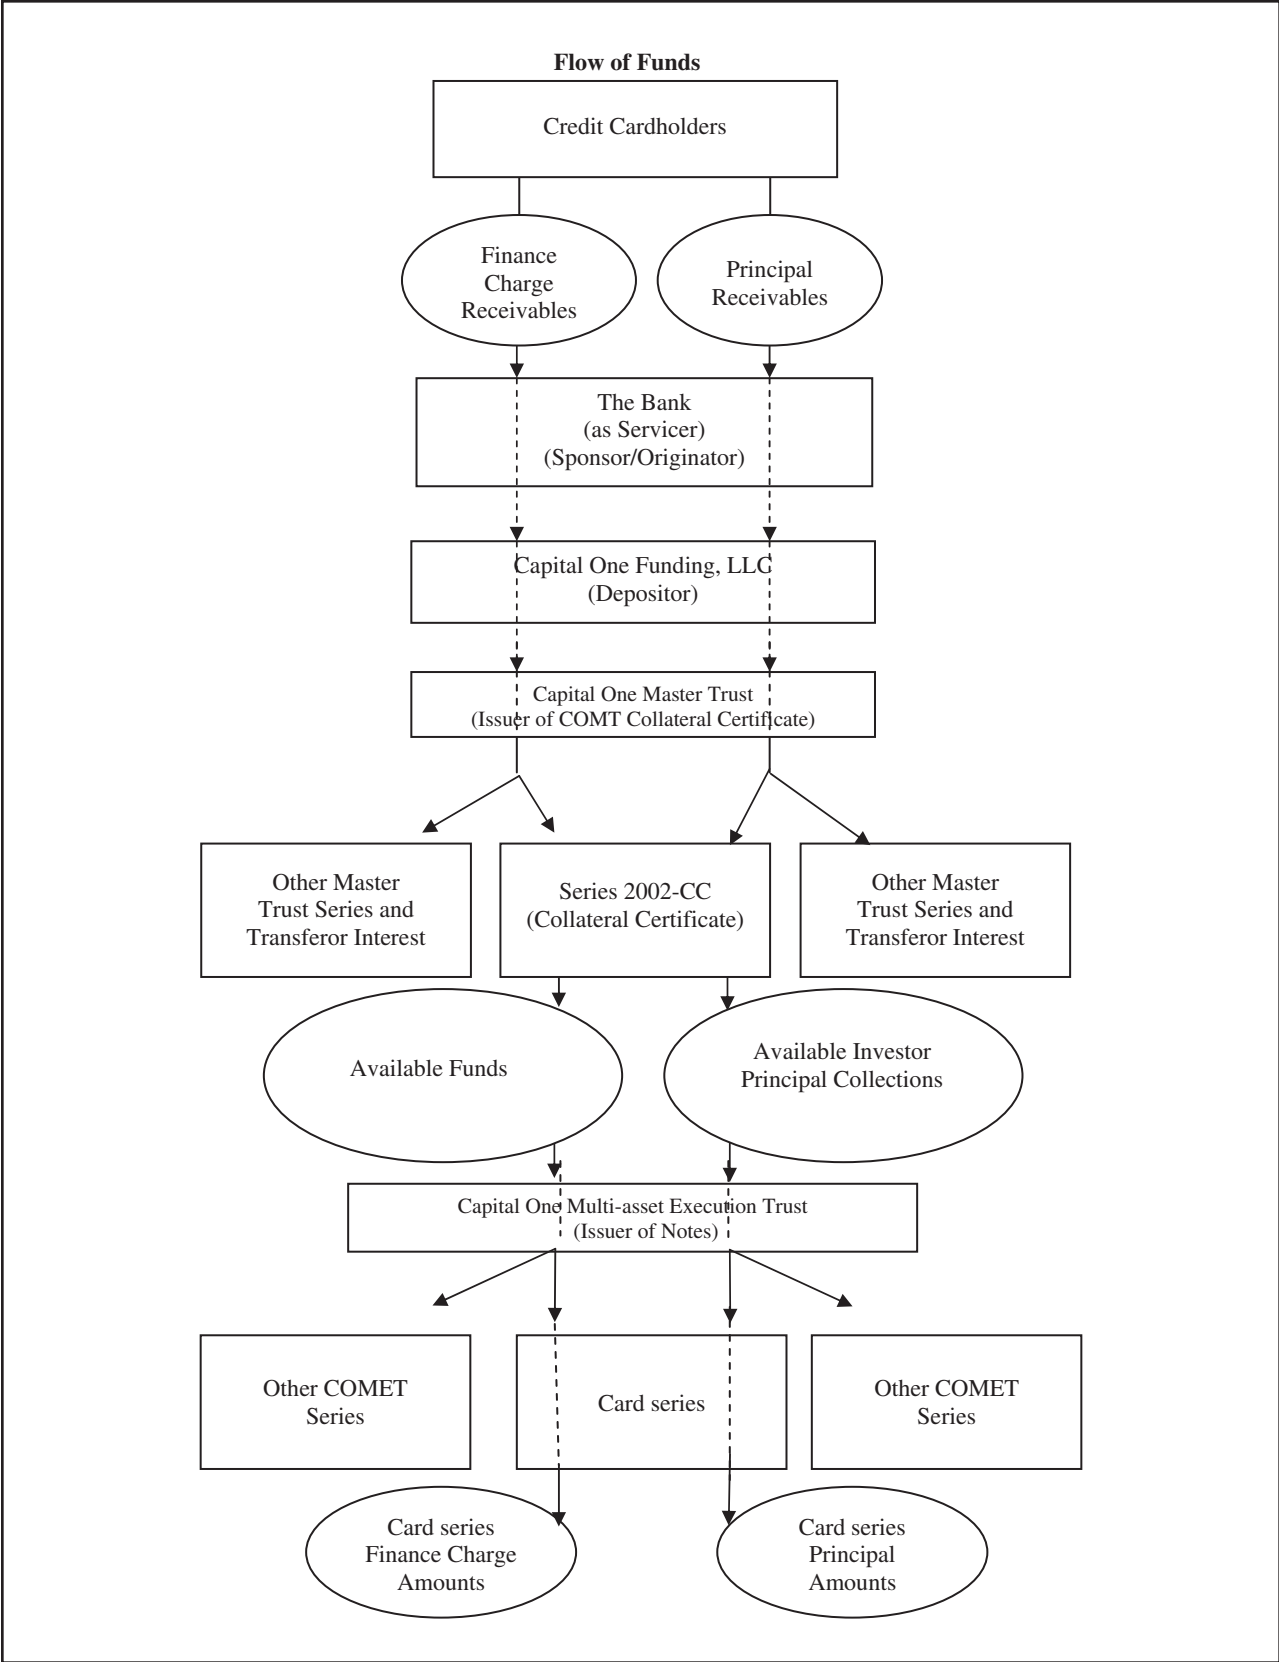 Flow of Funds
Credit Cardholders
Finance
Charge
Receivables
Principal
Receivables
The Bank
(as Servicer)
(Sponsor/Originator)
Capital One Funding, LLC
(Depositor)
Capital One Master Trust
(Issuer of COMT Collateral Certificate)
Other Master
Trust Series and
Transferor Interest
Series 2002-CC
(Collateral Certificate)
Other Master
Trust Series and
Transferor Interest
Available Funds
Available Investor
Principal Collections
Capital One Multi-asset Execution Trust
(Issuer of Notes)
Other COMET
Series
Card series
Other COMET
Series
Card series
Finance Charge
Amounts
Card series
Principal
Amounts